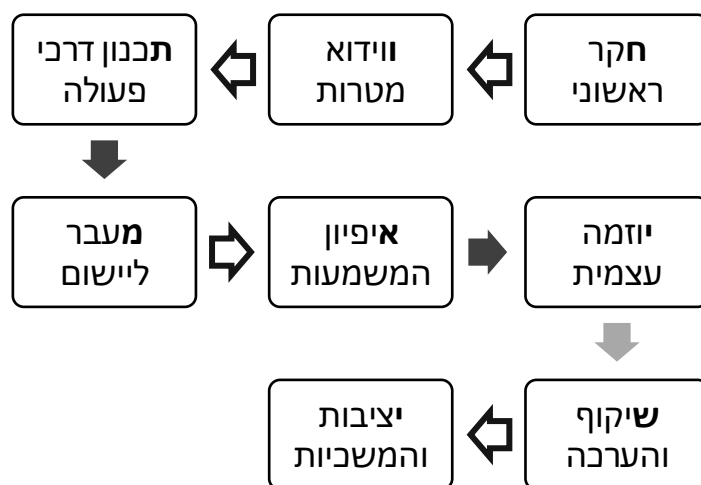 חקר
ראשוני
ווידוא
מטרות
תכנון דרכי
פעולה
מעבר
ליישום
איפיון
המשמעות
יוזמה
עצמית
שיקוף
והערכה
יציבות
והמשכיות